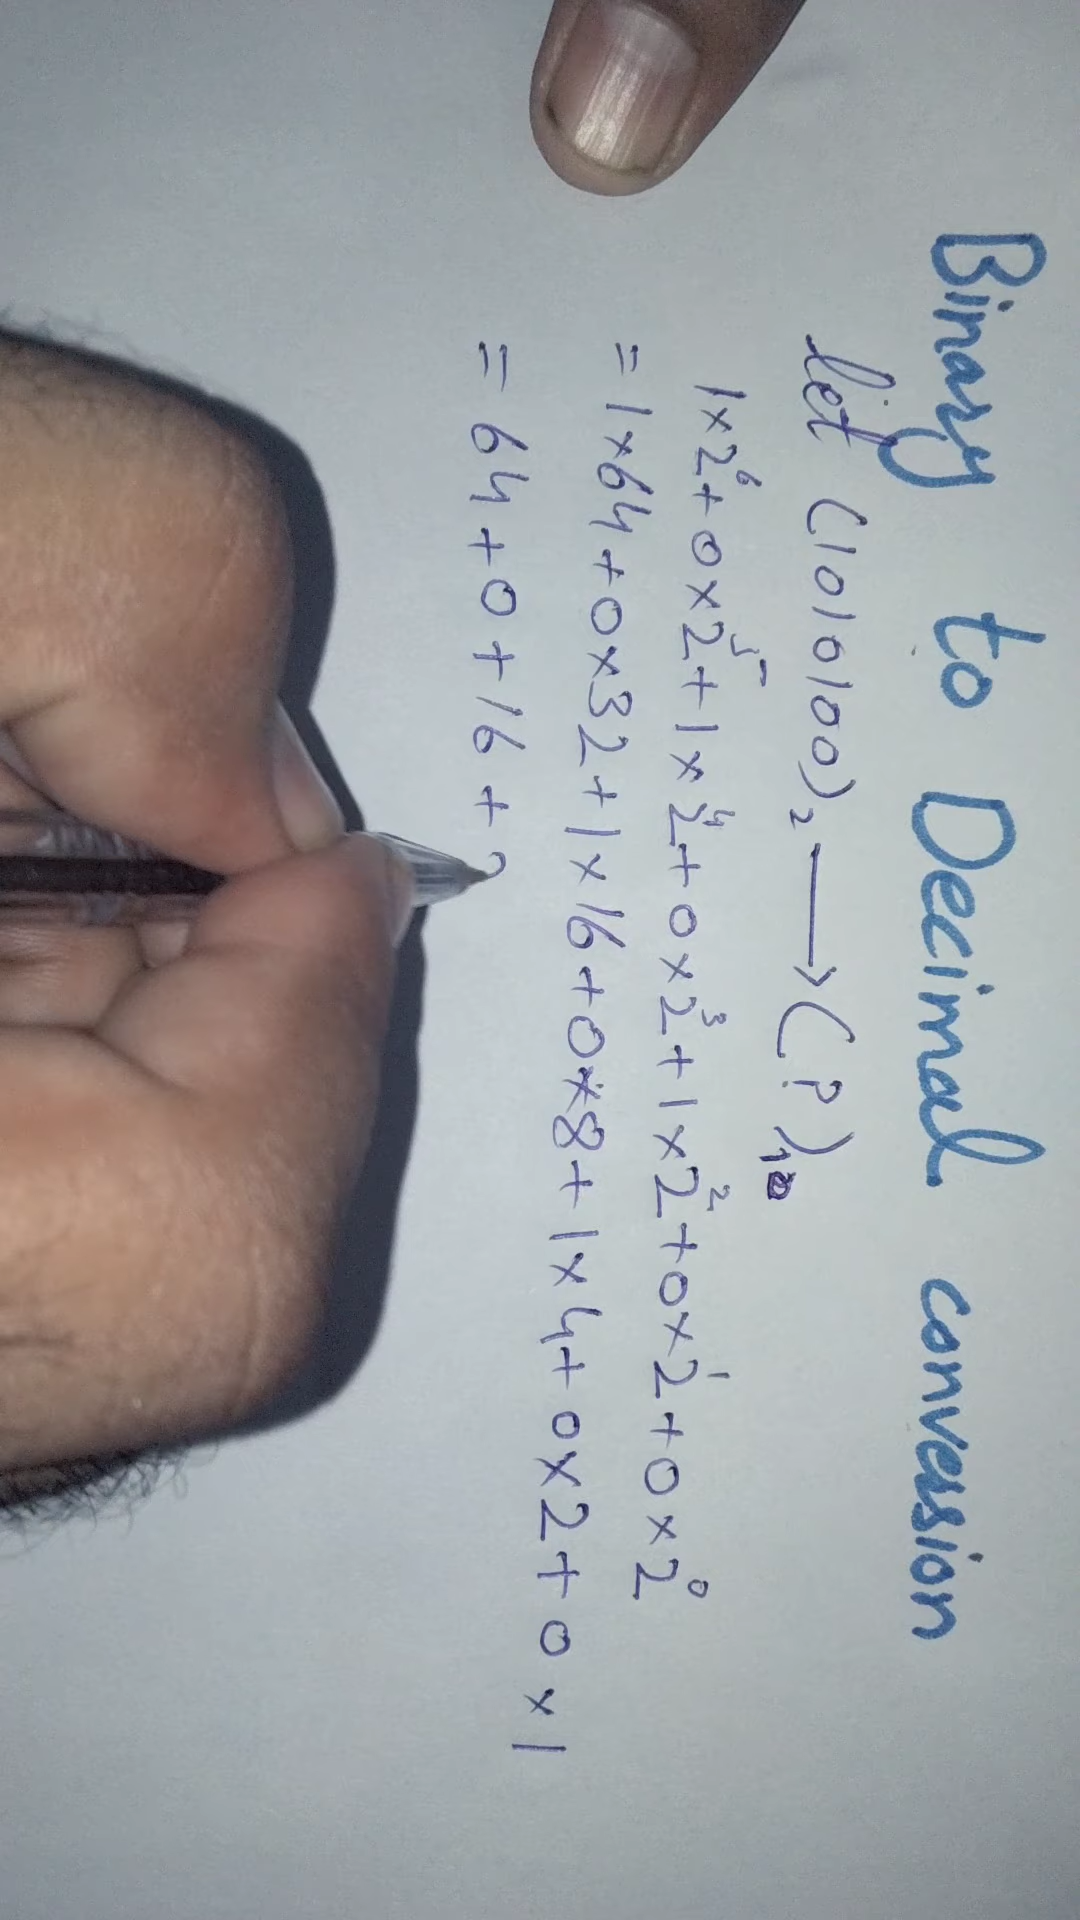 Binary to Decimal conversion
let (1010100)₂ → (?)₁₀
1×2⁶+0×2⁵+1×2⁴+0×2³+1×2²+0×2¹+0×2⁰
=1×64+0×32+1×16+0×8+1×4+0×2+0×1
=64+0+16+